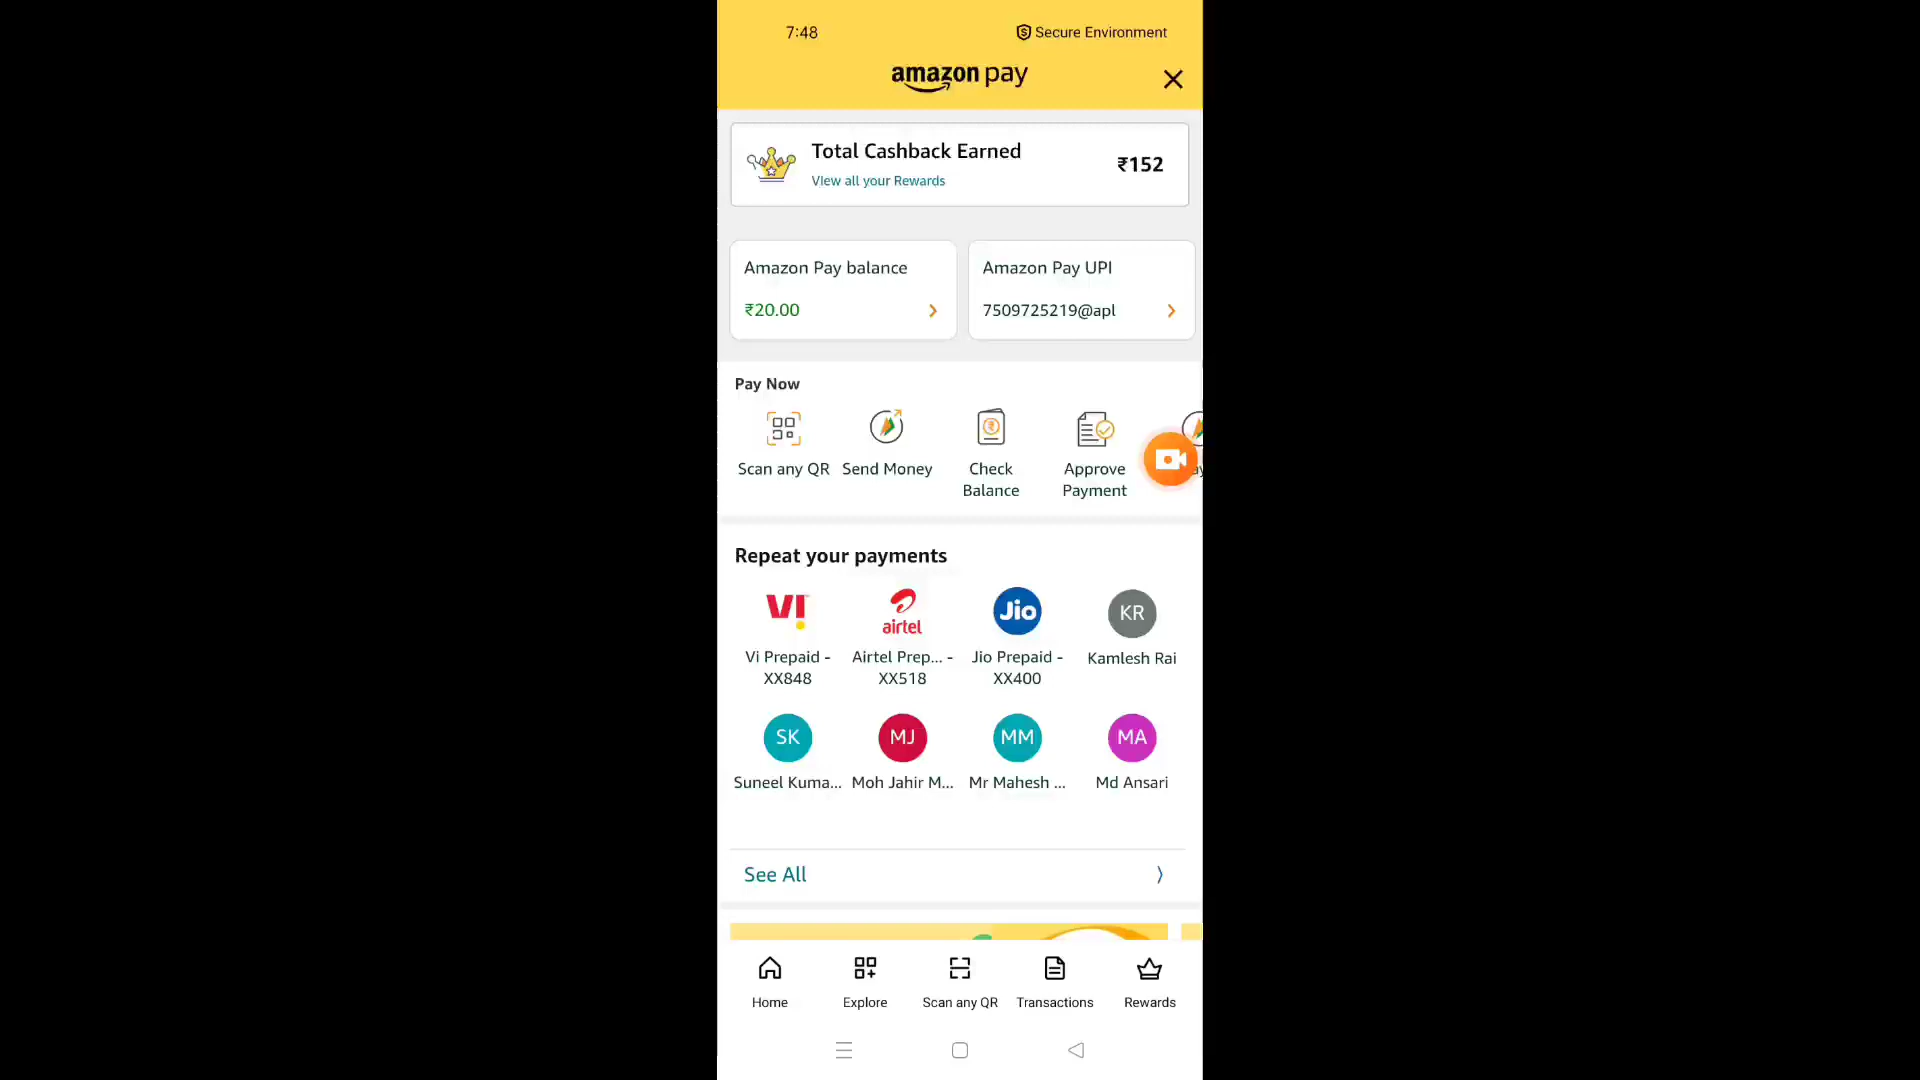 7:48
Secure Environment
amazon pay
Total Cashback Earned
View all your Rewards
₹152
Amazon Pay balance
₹20.00
Amazon Pay UPI
7509725219@apl
Pay Now
Scan any QR
Send Money
Check
Balance
Approve
Payment
Repeat your payments
VI
airtel
Jio
KR
Vi Prepaid -
XX848
Airtel Prep... -
XX518
Jio Prepaid -
XX400
Kamlesh Rai
SK
MJ
MM
MA
Suneel Kuma...
Moh Jahir M...
Mr Mahesh ...
Md Ansari
See All
Home
Explore
Scan any QR
Transactions
Rewards